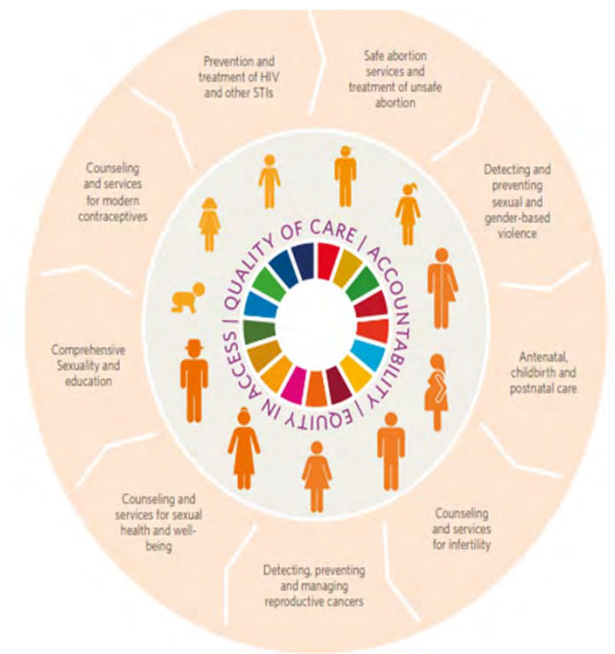 Prevention and
treatment of HIV
and other STIs
Safe abortion
services and
treatment of unsafe
abortion
Detecting and
preventing
sexual and
gender-based
violence
Antenatal,
childbirth and
postnatal care
Counseling
and services
for infertility
Detecting, preventing
and managing
reproductive cancers
Counseling and
services for sexual
health and well-
being
Comprehensive
Sexuality and
education
Counseling
and services
for modern
contraceptives
QUALITY OF CARE | ACCOUNTABILITY | EQUITY IN ACCESS |